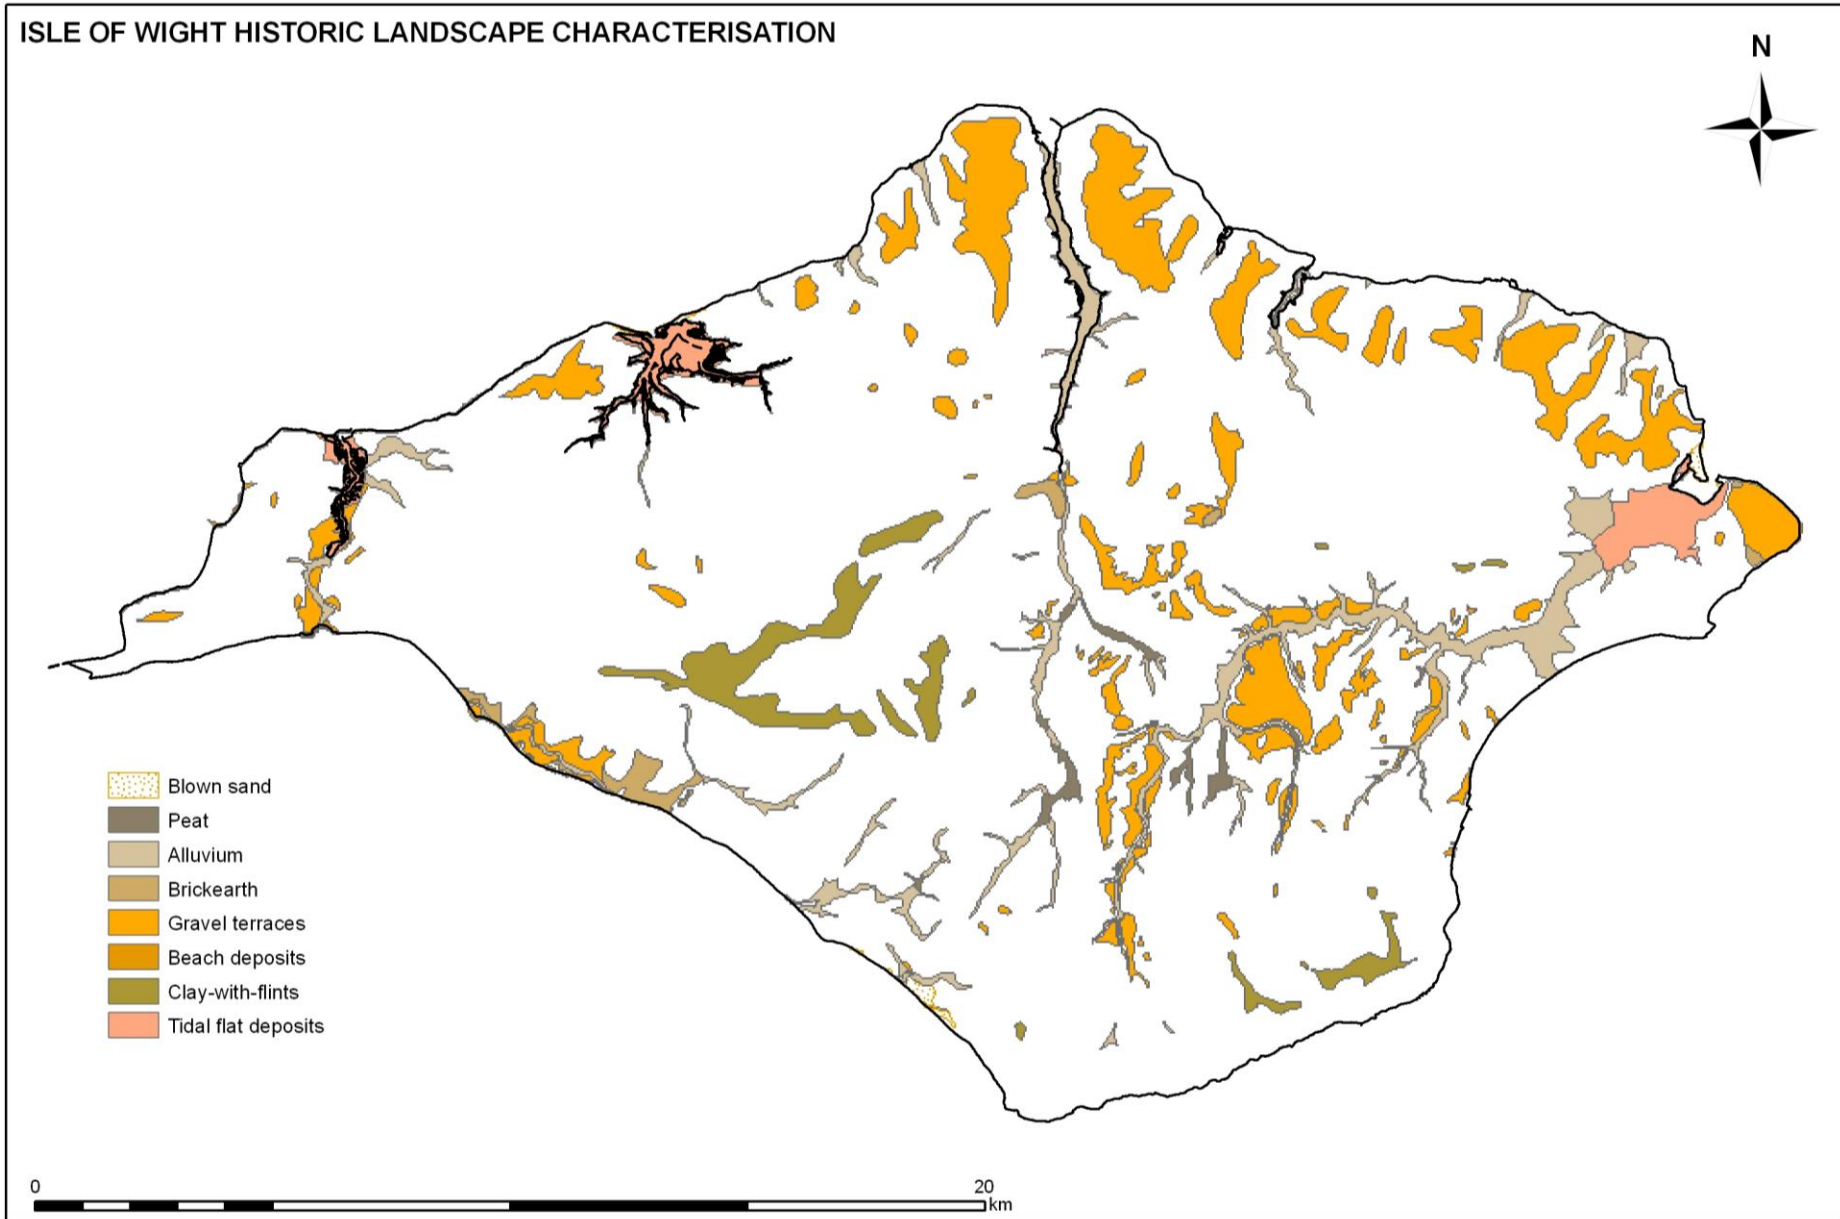 ISLE OF WIGHT HISTORIC LANDSCAPE CHARACTERISATION
N
Blown sand
Peat
Alluvium
Brickearth
Gravel terraces
Beach deposits
Clay-with-flints
Tidal flat deposits
0 20
km